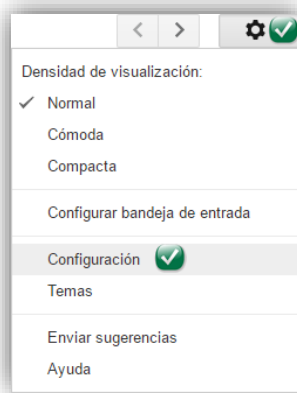 Densidad de visualización:
Normal
Cómoda
Compacta
Configurar bandeja de entrada
Configuración
Temas
Enviar sugerencias
Ayuda